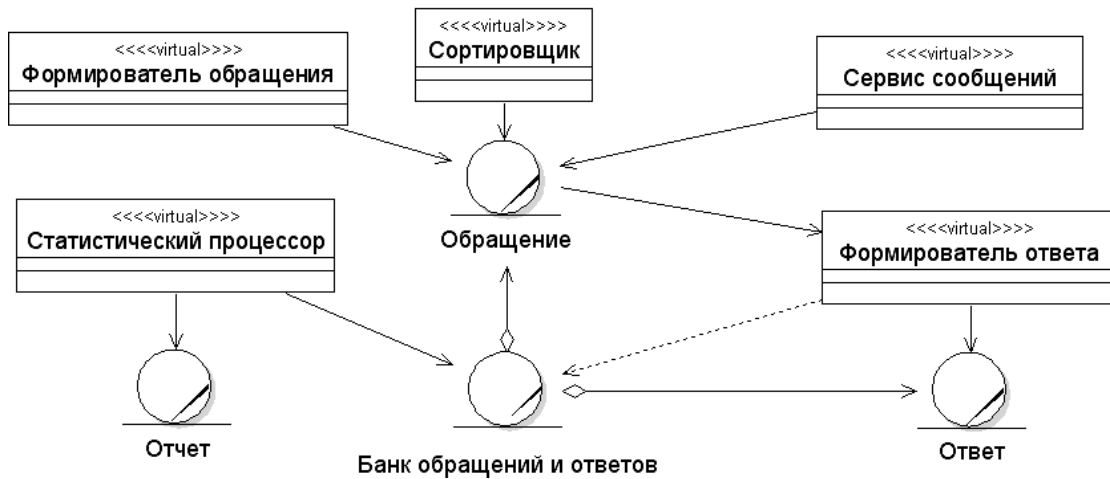 <<<<virtual>>>>
Формирователь обращения
<<<<virtual>>>>
Сортировщик
<<<<virtual>>>>
Сервис сообщений
Обращение
<<<<virtual>>>>
Статистический процессор
<<<<virtual>>>>
Формирователь ответа
Отчет
Банк обращений и ответов
Ответ